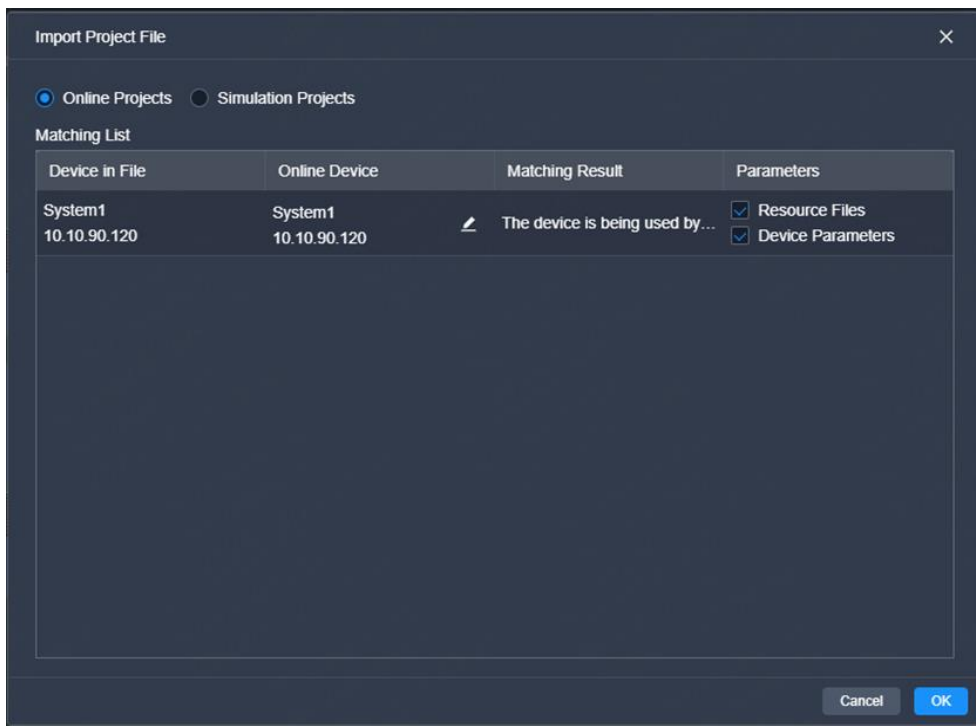 Import Project File
Online Projects Simulation Projects
Matching List
Device in File Online Device Matching Result Parameters
System1 System1 The device is being used by... Resource Files
10.10.90.120 10.10.90.120 Device Parameters
Cancel OK